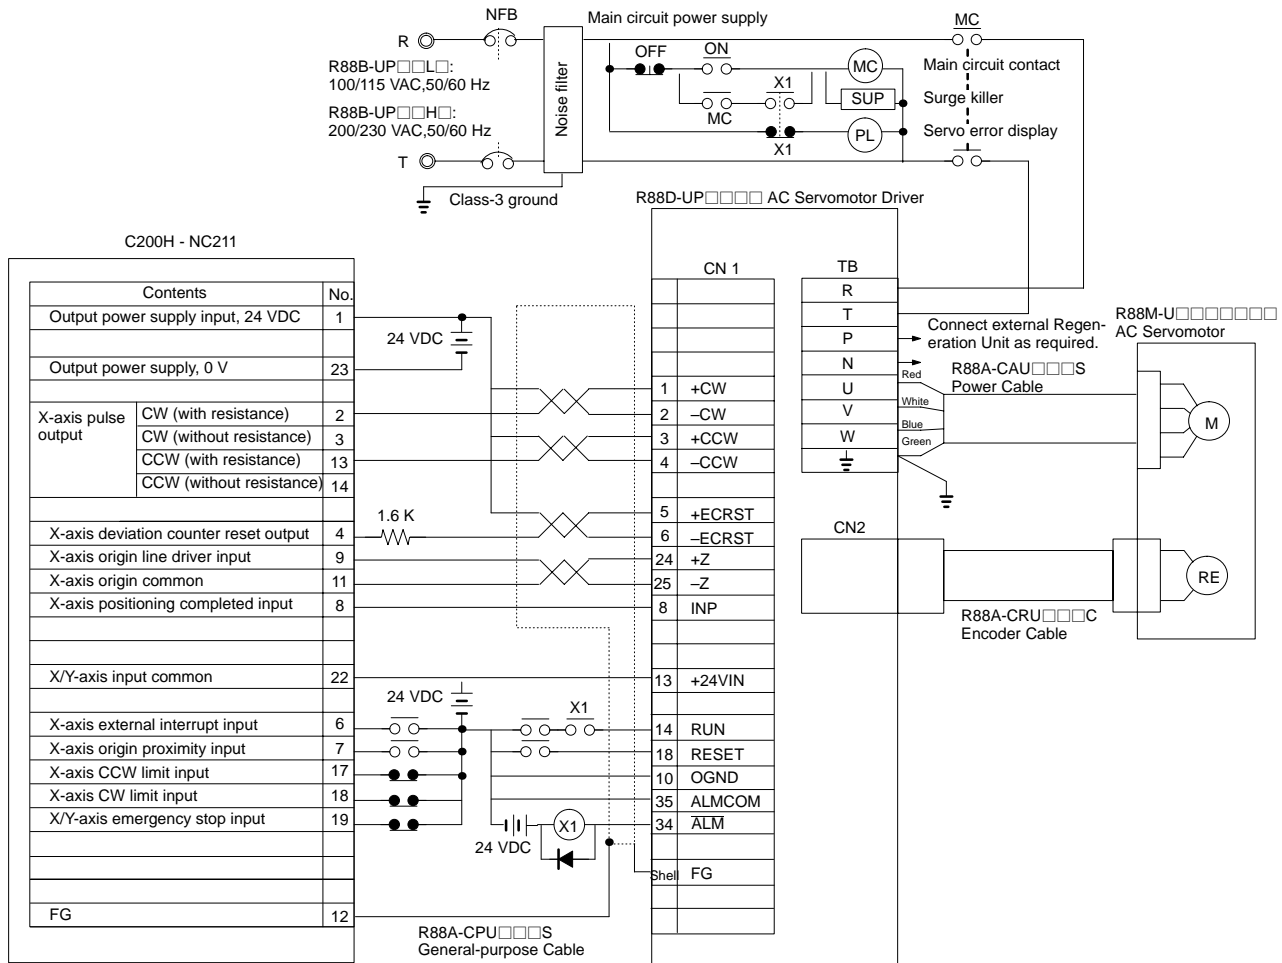 NFB
Main circuit power supply
MC
R
OFF
ON
R88B-UP□□L□:
100/115 VAC,50/60 Hz
MC
Main circuit contact
Noise filter
X1
SUP
Surge killer
R88B-UP□□H□:
200/230 VAC,50/60 Hz
MC
PL
Servo error display
X1
T
Class-3 ground
R88D-UP□□□□ AC Servomotor Driver
C200H - NC211
CN 1
TB
Contents
No.
R
Output power supply input, 24 VDC
1
T
R88M-U□□□□□□□
AC Servomotor
24 VDC
P
Connect external Regen-
eration Unit as required.
Output power supply, 0 V
23
N
Red
R88A-CAU□□□S
Power Cable
1
+CW
U
White
X-axis pulse
output
CW (with resistance)
2
2
–CW
V
Blue
M
CW (without resistance)
3
3
+CCW
W
Green
CCW (with resistance)
13
4
–CCW
CCW (without resistance)
14
1.6 K
5
+ECRST
CN2
X-axis deviation counter reset output
4
6
–ECRST
X-axis origin line driver input
9
24
+Z
X-axis origin common
11
25
–Z
RE
X-axis positioning completed input
8
8
INP
R88A-CRU□□□C
Encoder Cable
X/Y-axis input common
22
13
+24VIN
24 VDC
X1
X-axis external interrupt input
6
14
RUN
X-axis origin proximity input
7
18
RESET
X-axis CCW limit input
17
10
OGND
X-axis CW limit input
18
35
ALMCOM
X/Y-axis emergency stop input
19
X1
34
ALM
24 VDC
Shell
FG
FG
12
R88A-CPU□□□S
General-purpose Cable